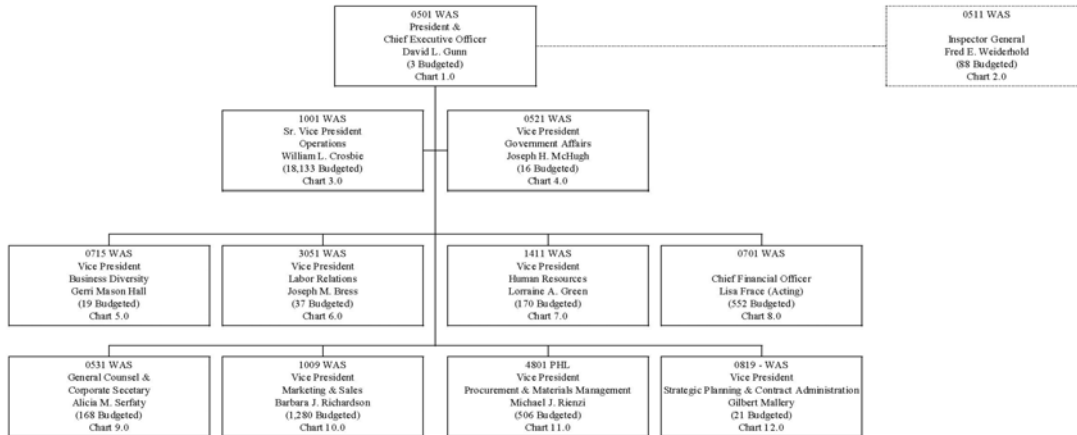 0501 WAS
President &
Chief Executive Officer
David L. Gunn
(3 Budgeted)
Chart 1.0
0511 WAS
Inspector General
Fred E. Weiderhold
(88 Budgeted)
Chart 2.0
1001 WAS
Sr. Vice President
Operations
William L. Crosbie
(18,133 Budgeted)
Chart 3.0
0521 WAS
Vice President
Government Affairs
Joseph H. McHugh
(16 Budgeted)
Chart 4.0
0715 WAS
Vice President
Business Diversity
Gerri Mason Hall
(19 Budgeted)
Chart 5.0
3051 WAS
Vice President
Labor Relations
Joseph M. Bress
(37 Budgeted)
Chart 6.0
1411 WAS
Vice President
Human Resources
Lorraine A. Green
(170 Budgeted)
Chart 7.0
0701 WAS
Chief Financial Officer
Lisa Frace (Acting)
(552 Budgeted)
Chart 8.0
0531 WAS
General Counsel &
Corporate Secetary
Alicia M. Serfaty
(168 Budgeted)
Chart 9.0
1009 WAS
Vice President
Marketing & Sales
Barbara J. Richardson
(1,280 Budgeted)
Chart 10.0
4801 PHL
Vice President
Procurement & Materials Management
Michael J. Rienzi
(506 Budgeted)
Chart 11.0
0819 - WAS
Vice President
Strategic Planning & Contract Administration
Gilbert Mallery
(21 Budgeted)
Chart 12.0